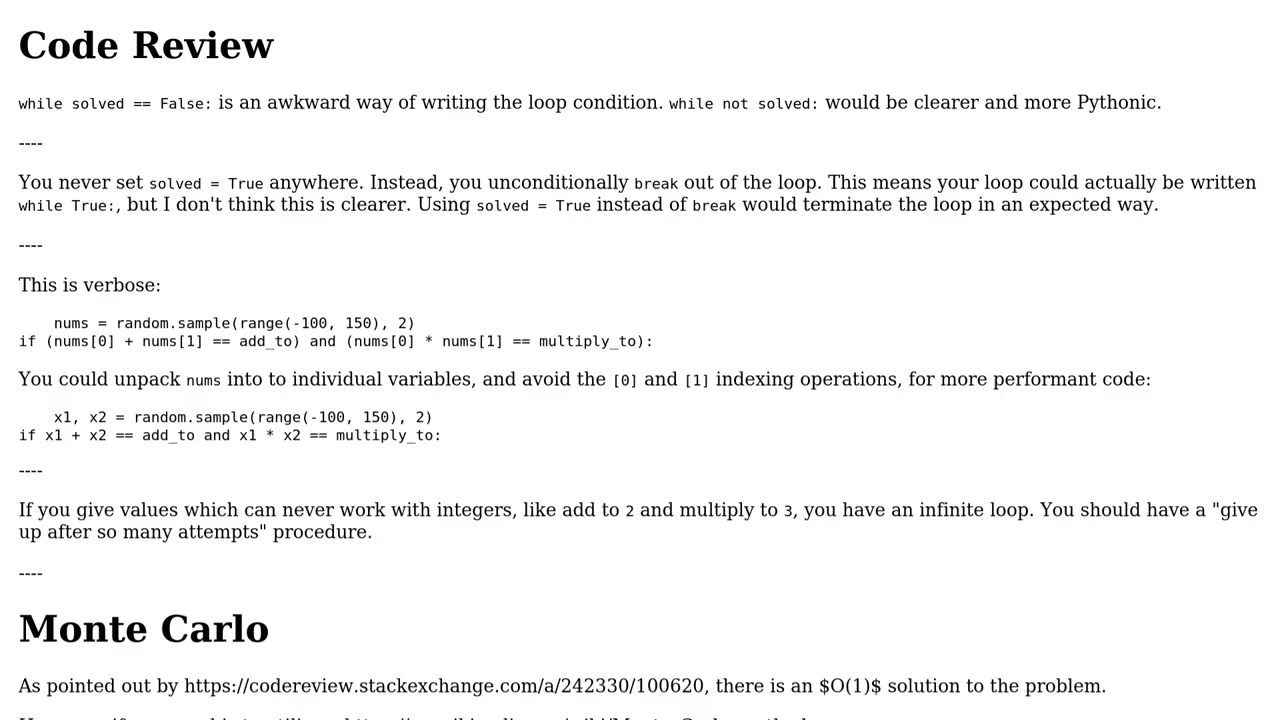 Code Review
while solved == False: is an awkward way of writing the loop condition. while not solved: would be clearer and more Pythonic.
----
You never set solved = True anywhere. Instead, you unconditionally break out of the loop. This means your loop could actually be written
while True:, but I don't think this is clearer. Using solved = True instead of break would terminate the loop in an expected way.
----
This is verbose:
    nums = random.sample(range(-100, 150), 2)
if (nums[0] + nums[1] == add_to) and (nums[0] * nums[1] == multiply_to):
You could unpack nums into to individual variables, and avoid the [0] and [1] indexing operations, for more performant code:
    x1, x2 = random.sample(range(-100, 150), 2)
if x1 + x2 == add_to and x1 * x2 == multiply_to:
----
If you give values which can never work with integers, like add to 2 and multiply to 3, you have an infinite loop. You should have a "give
up after so many attempts" procedure.
----
Monte Carlo
As pointed out by https://codereview.stackexchange.com/a/242330/100620, there is an $O(1)$ solution to the problem.